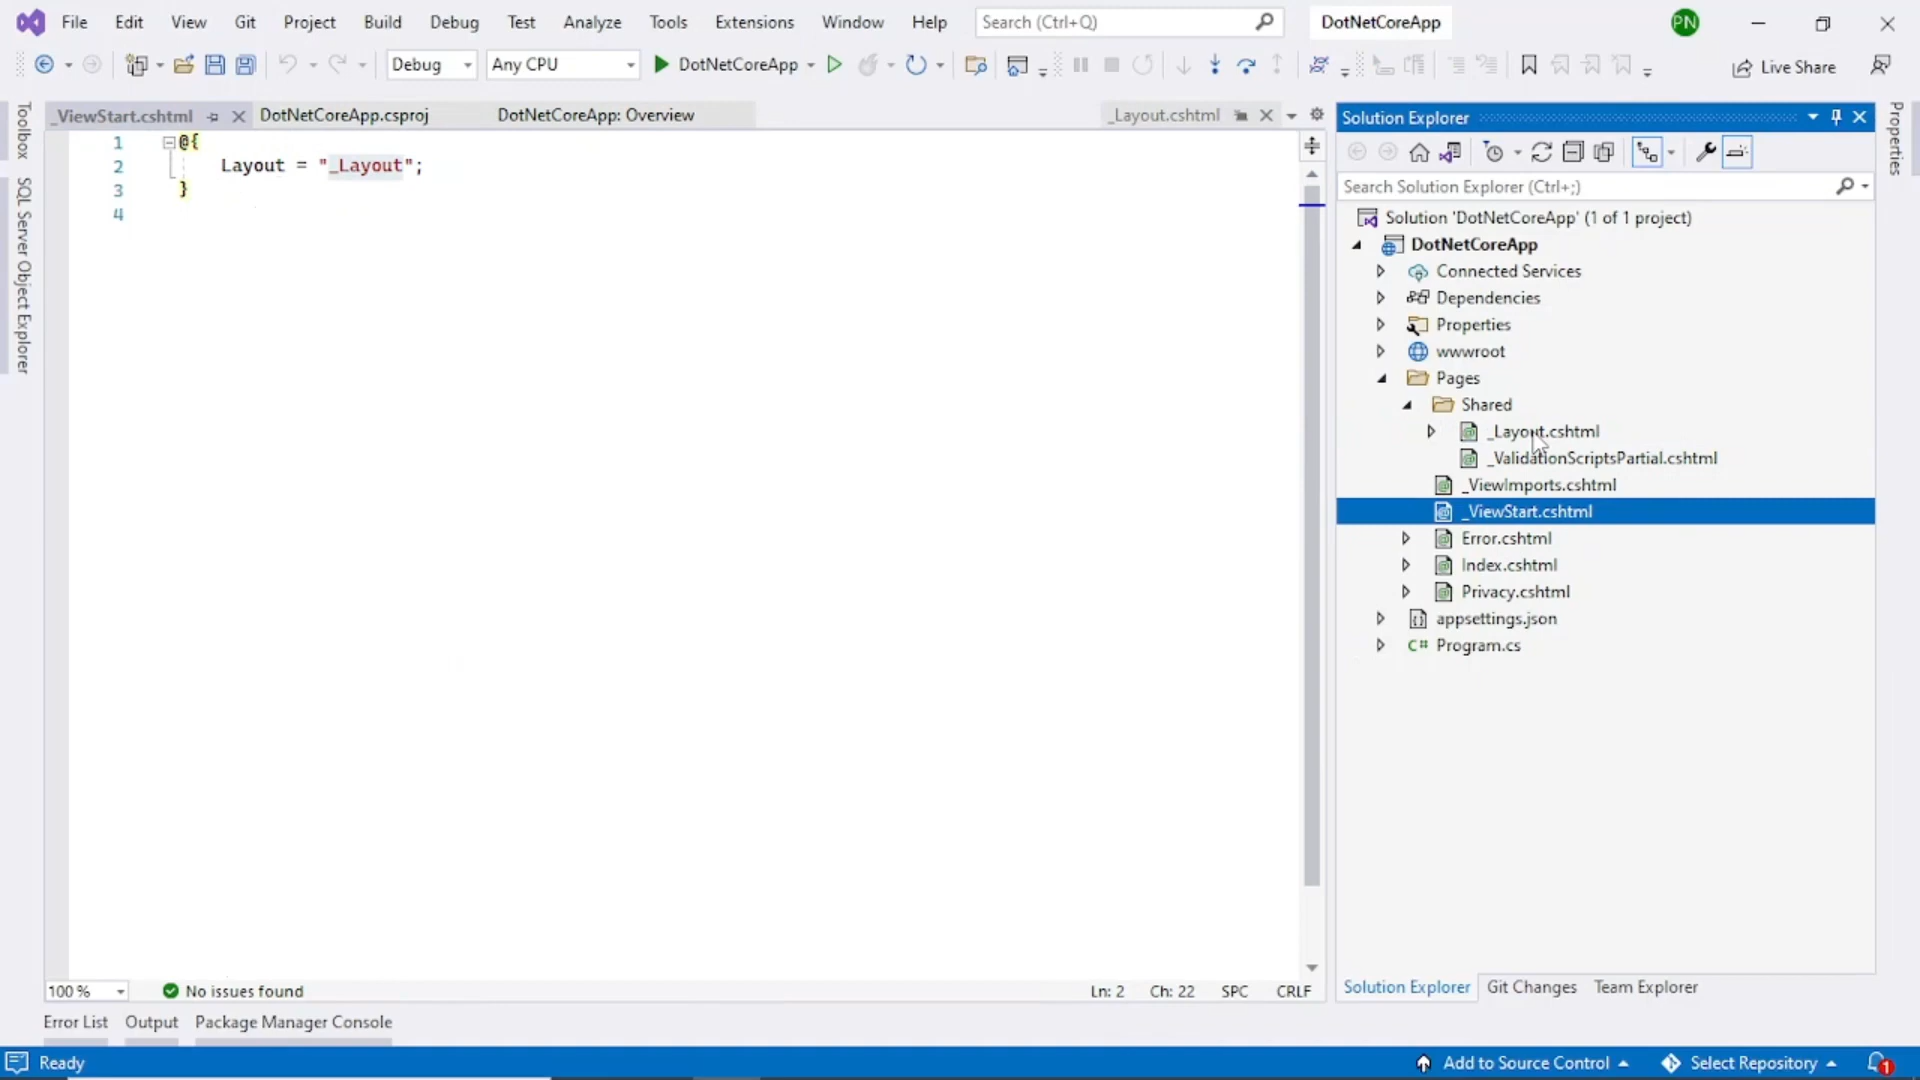 File Edit View Git Project Build Debug Test Analyze Tools Extensions Window Help Search (Ctrl+Q) DotNetCoreApp PN
Debug Any CPU DotNetCoreApp Live Share
_ViewStart.cshtml DotNetCoreApp.csproj DotNetCoreApp: Overview _Layout.cshtml
Toolbox
SQL Server Object Explorer
1 @{
2 Layout = "_Layout";
3 }
4
Solution Explorer
Search Solution Explorer (Ctrl+;)
Solution 'DotNetCoreApp' (1 of 1 project)
DotNetCoreApp
Connected Services
Dependencies
Properties
wwwroot
Pages
Shared
_Layout.cshtml
_ValidationScriptsPartial.cshtml
_ViewImports.cshtml
_ViewStart.cshtml
Error.cshtml
Index.cshtml
Privacy.cshtml
appsettings.json
C# Program.cs
Properties
100 % No issues found Ln: 2 Ch: 22 SPC CRLF
Solution Explorer Git Changes Team Explorer
Error List Output Package Manager Console
Ready Add to Source Control Select Repository 1